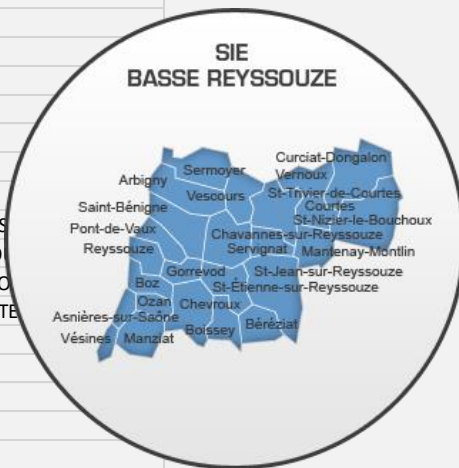 SIE
BASSE REYSSOUZE
Curciat-Dongalon
Sermoyer
Vernoux
Arbigny
Vescours
St-Trivier-de-Courtes
Courtes
Saint-Bénigne
St-Nizier-le-Bouchoux
Pont-de-Vaux
Chavannes-sur-Reyssouze
Reyssouze
Servignat
Mantenay-Montlin
Gorrevod
St-Jean-sur-Reyssouze
Boz
St-Étienne-sur-Reyssouze
Ozan
Chevroux
Asnières-sur-Saône
Boissey
Béréziat
Vésines
Manziat